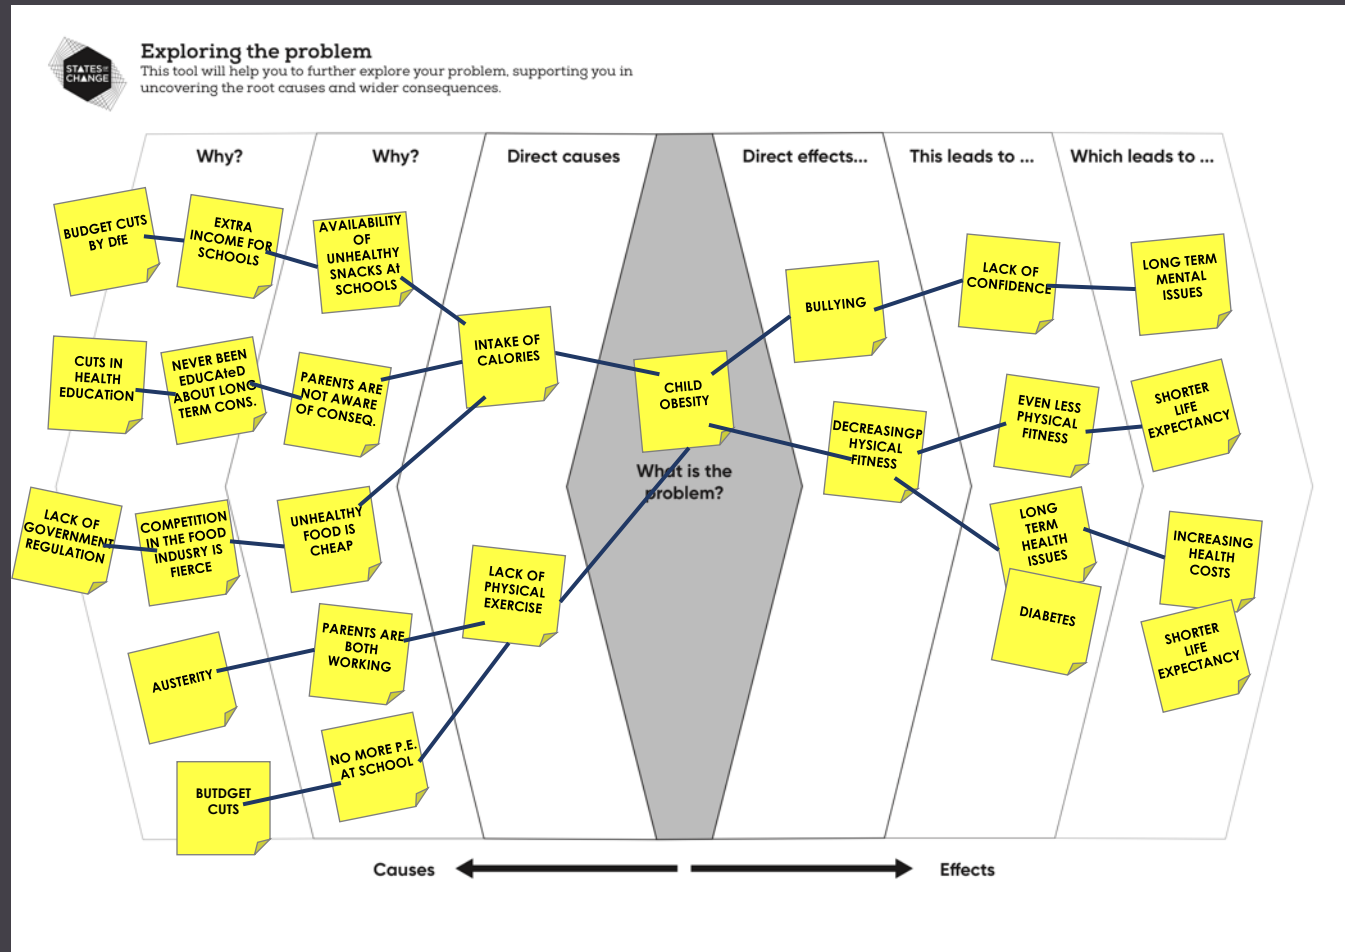 STATES OF
CHANGE
Exploring the problem
This tool will help you to further explore your problem, supporting you in
uncovering the root causes and wider consequences.
Why?
Why?
Direct causes
Direct effects...
This leads to ...
Which leads to ...
BUDGET CUTS
BY DfE
EXTRA
INCOME FOR
SCHOOLS
AVAILABILITY
OF
UNHEALTHY
SNACKS At
SCHOOLS
INTAKE OF
CALORIES
CUTS IN
HEALTH
EDUCATiON
NEVER BEEN
EDUCAteD
ABOUT LONG
TERM CONS.
PARENTS ARE
NOT AWARE
OF CONSEQ.
LACK OF
GOVERNMENT
REGULATION
COMPETITION
IN THE FOOD
INDUSRY IS
FIERCE
UNHEALTHY
FOOD IS
CHEAP
LACK OF
PHYSICAL
EXERCISE
AUSTERITY
PARENTS ARE
BOTH
WORKING
BUTDGET
CUTS
NO MORE P.E.
AT SCHOOL
CHILD
OBESITY
What is the
problem?
BULLYING
LACK OF
CONFIDENCE
LONG TERM
MENTAL
ISSUES
DECREASINGP
HYSICAL
FITNESS
EVEN LESS
PHYSICAL
FITNESS
SHORTER
LIFE
EXPECTANCY
LONG
TERM
HEALTH
ISSUES
INCREASING
HEALTH
COSTS
DIABETES
SHORTER
LIFE
EXPECTANCY
Causes
Effects